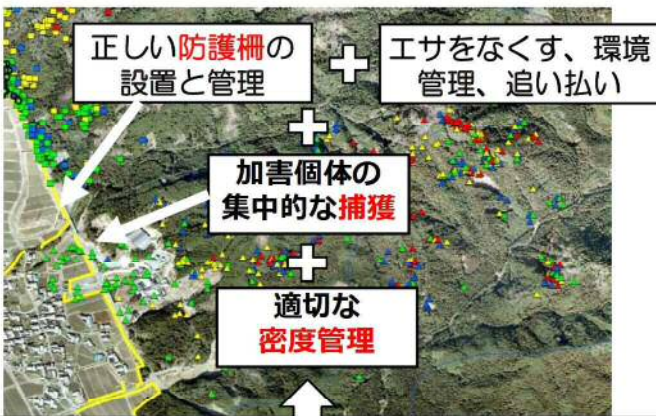 正しい防護柵の
設置と管理
エサをなくす、環境
管理、追い払い
加害個体の
集中的な捕獲
適切な
密度管理